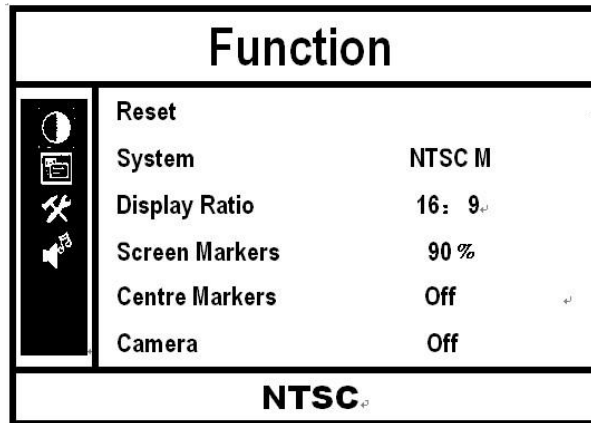 Function
Reset
System NTSC M
Display Ratio 16： 9
Screen Markers 90 %
Centre Markers Off
Camera Off
NTSC